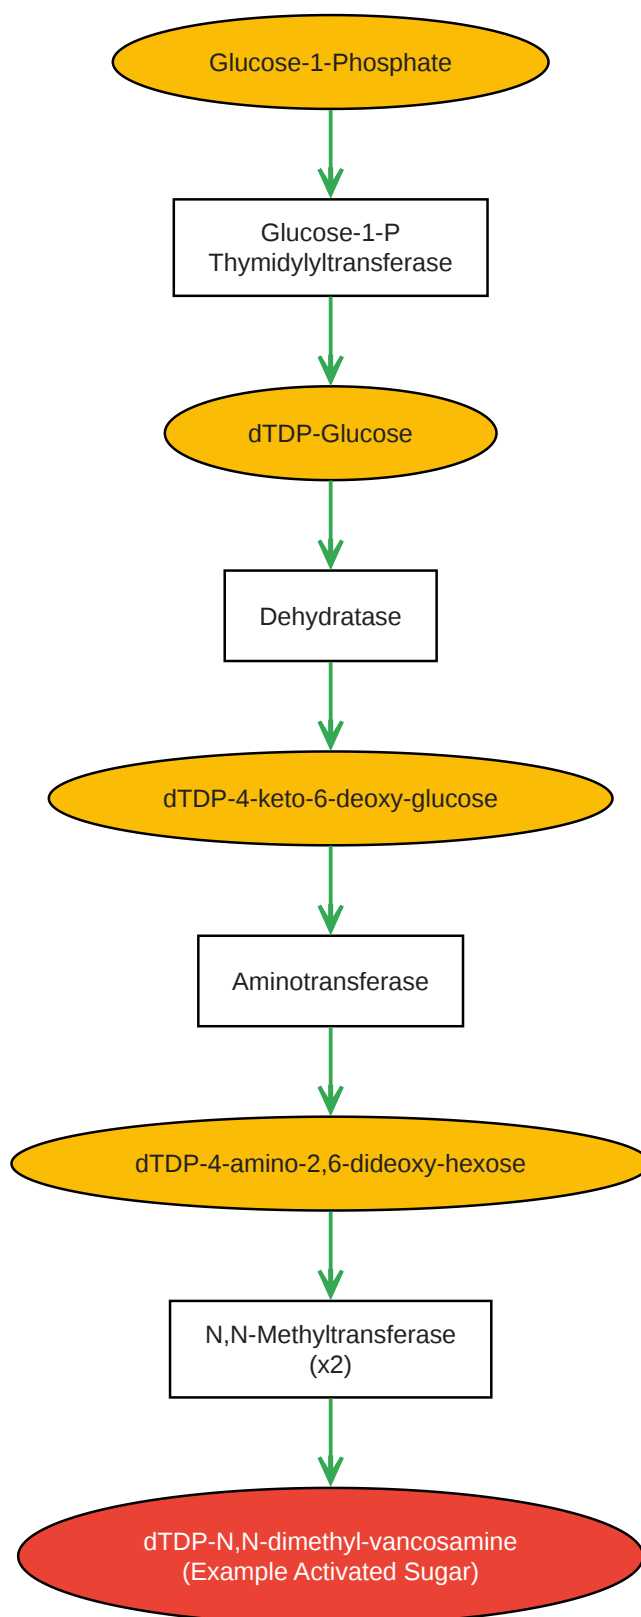 Glucose-1-Phosphate
Glucose-1-P
Thymidylyltransferase
dTDP-Glucose
Dehydratase
dTDP-4-keto-6-deoxy-glucose
Aminotransferase
dTDP-4-amino-2,6-dideoxy-hexose
N,N-Methyltransferase
(x2)
dTDP-N,N-dimethyl-vancosamine
(Example Activated Sugar)